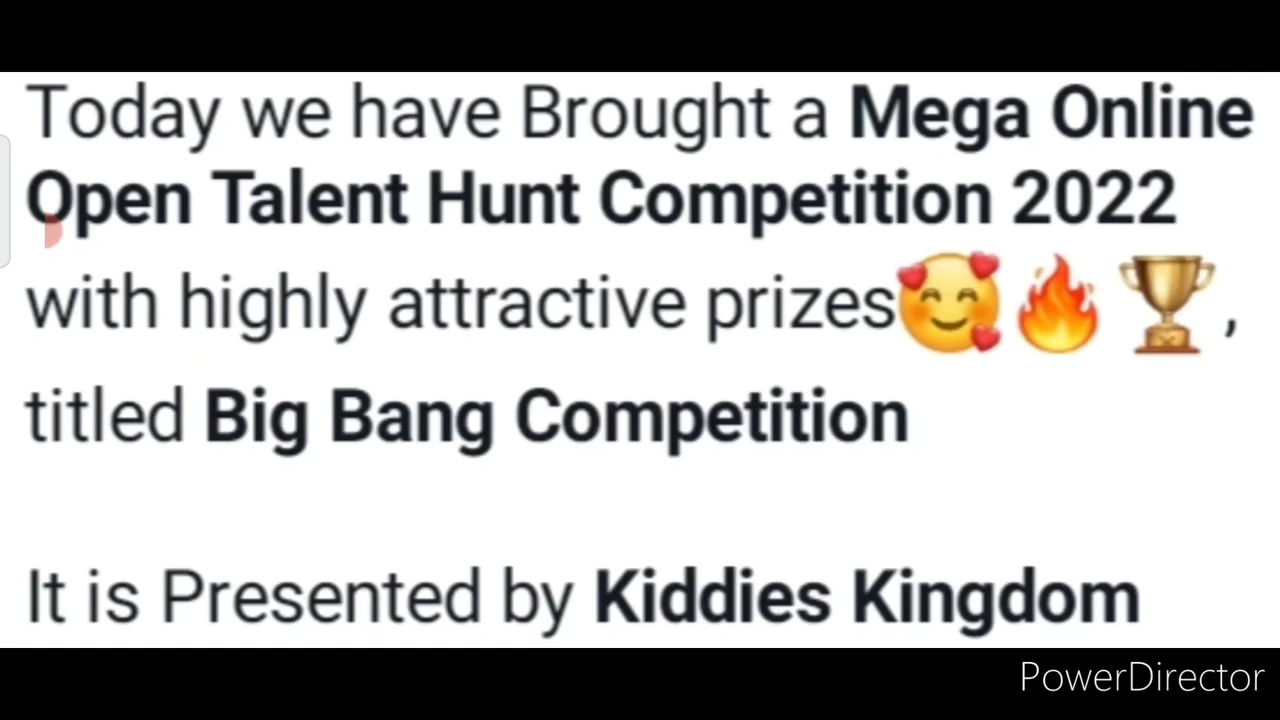 Today we have Brought a Mega Online
Open Talent Hunt Competition 2022
with highly attractive prizes🥰🔥🏆,
titled Big Bang Competition
It is Presented by Kiddies Kingdom
PowerDirector